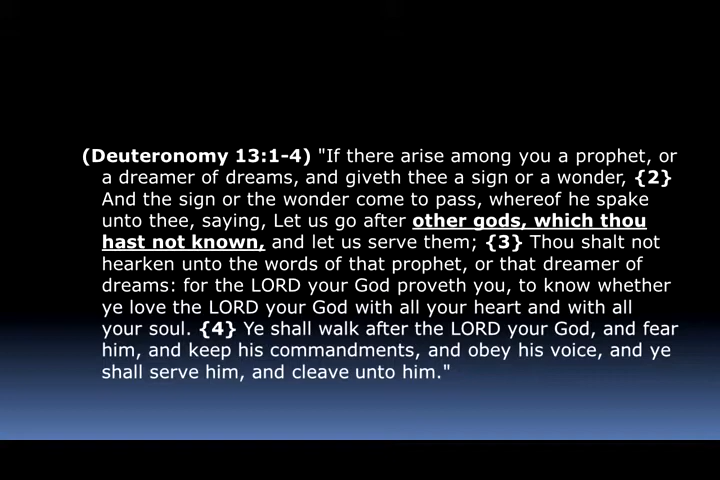 (Deuteronomy 13:1-4) "If there arise among you a prophet, or
a dreamer of dreams, and giveth thee a sign or a wonder, {2}
And the sign or the wonder come to pass, whereof he spake
unto thee, saying, Let us go after other gods, which thou
hast not known, and let us serve them; {3} Thou shalt not
hearken unto the words of that prophet, or that dreamer of
dreams: for the LORD your God proveth you, to know whether
ye love the LORD your God with all your heart and with all
your soul. {4} Ye shall walk after the LORD your God, and fear
him, and keep his commandments, and obey his voice, and ye
shall serve him, and cleave unto him."